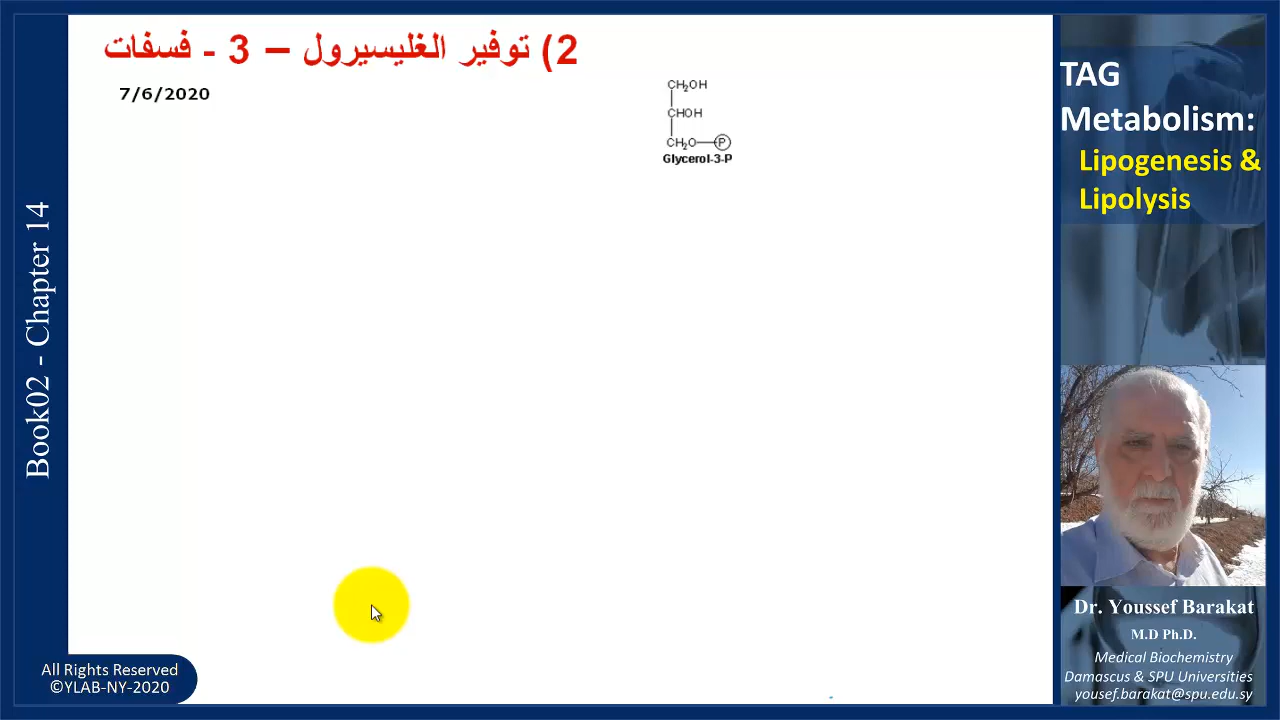 2) توفير الغليسيرول – 3 - فسفات
7/6/2020
CH2OH
CHOH
CH2O—P
Glycerol-3-P
TAG
Metabolism:
Lipogenesis &
Lipolysis
Book02 - Chapter 14
Dr. Youssef Barakat
M.D Ph.D.
Medical Biochemistry
Damascus & SPU Universities
yousef.barakat@spu.edu.sy
All Rights Reserved
©YLAB-NY-2020